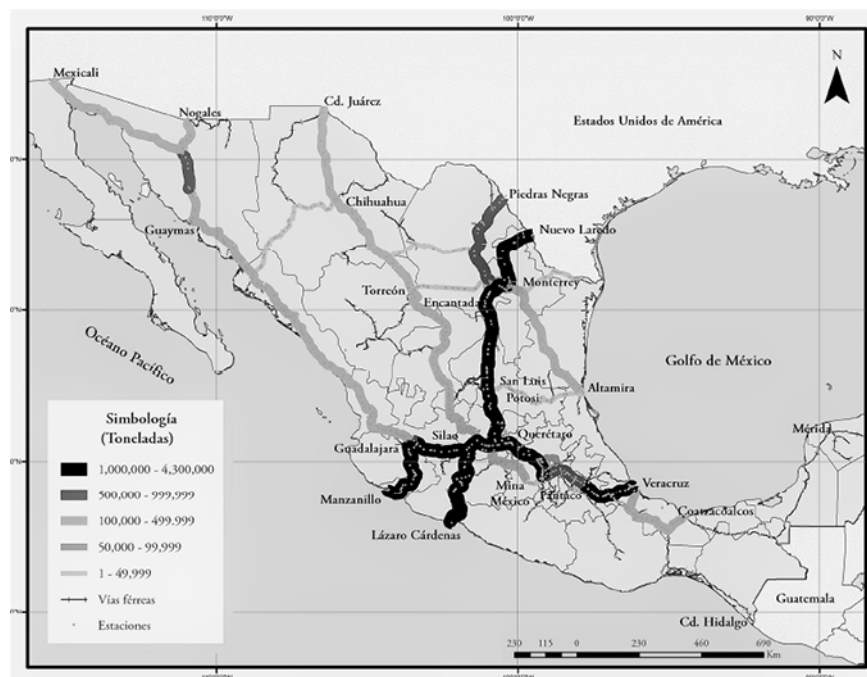 110°0'0"W
100°0'0"W
90°0'0"W
N
Mexicali
Nogales
Cd. Juárez
Estados Unidos de América
Piedras Negras
Chihuahua
Nuevo Laredo
Guaymas
Monterrey
Torreón
Encantada
Océano Pacífico
Golfo de México
San Luis
Potosí
Altamira
Simbología
(Toneladas)
1,000,000 - 4,300,000
500,000 - 999,999
100,000 - 499.999
50,000 - 99,999
1 - 49,999
Vías férreas
Estaciones
Silao
Querétaro
Mérida
Guadalajara
Manzanillo
Mina
México
Pantaco
Veracruz
Coatzacoalcos
Lázaro Cárdenas
Guatemala
Cd. Hidalgo
230 115 0 230 460 690
Km